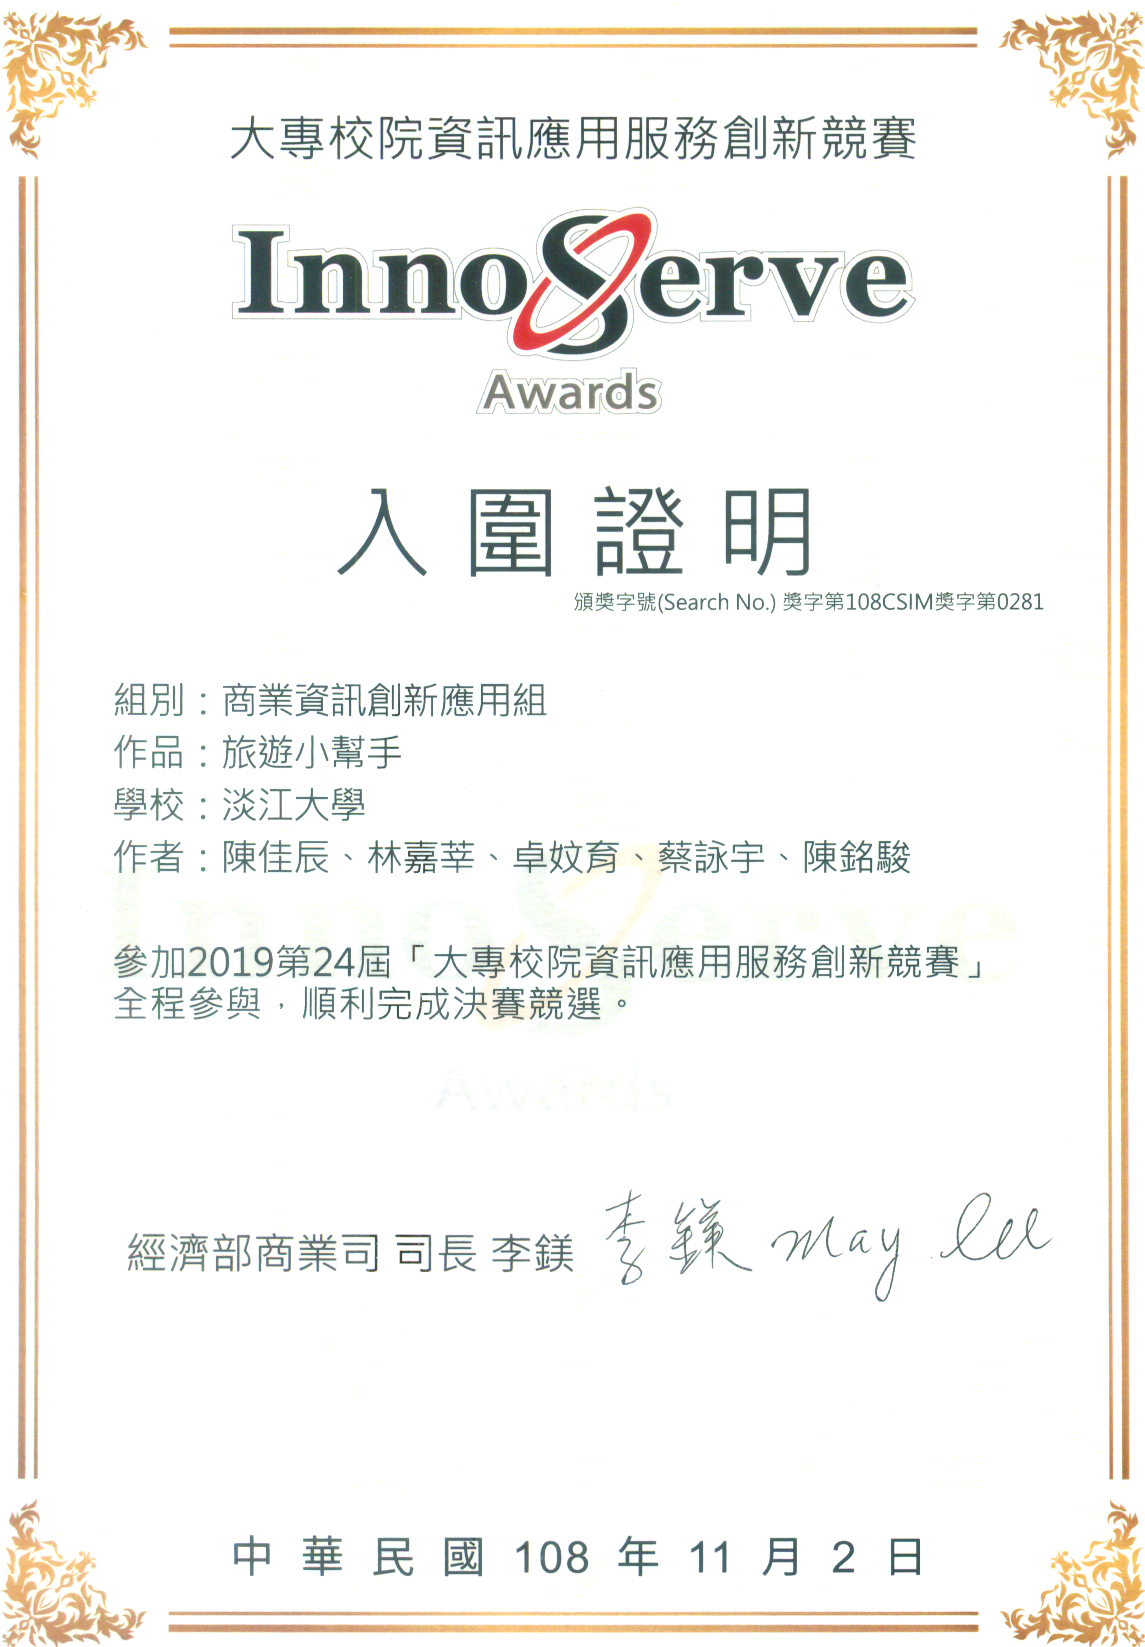 大專校院資訊應用服務創新競賽
InnoServe
Awards
入圍證明
頒獎字號(Search No.) 獎字第108CSIM獎字第0281
組別：商業資訊創新應用組
作品：旅遊小幫手
學校：淡江大學
作者：陳佳辰、林嘉莘、卓妏育、蔡詠宇、陳銘駿
參加2019第24屆「大專校院資訊應用服務創新競賽」
全程參與，順利完成決賽競選。
經濟部商業司 司長 李鎂 李鎂 May Lee
中華民國 108 年 11 月 2 日